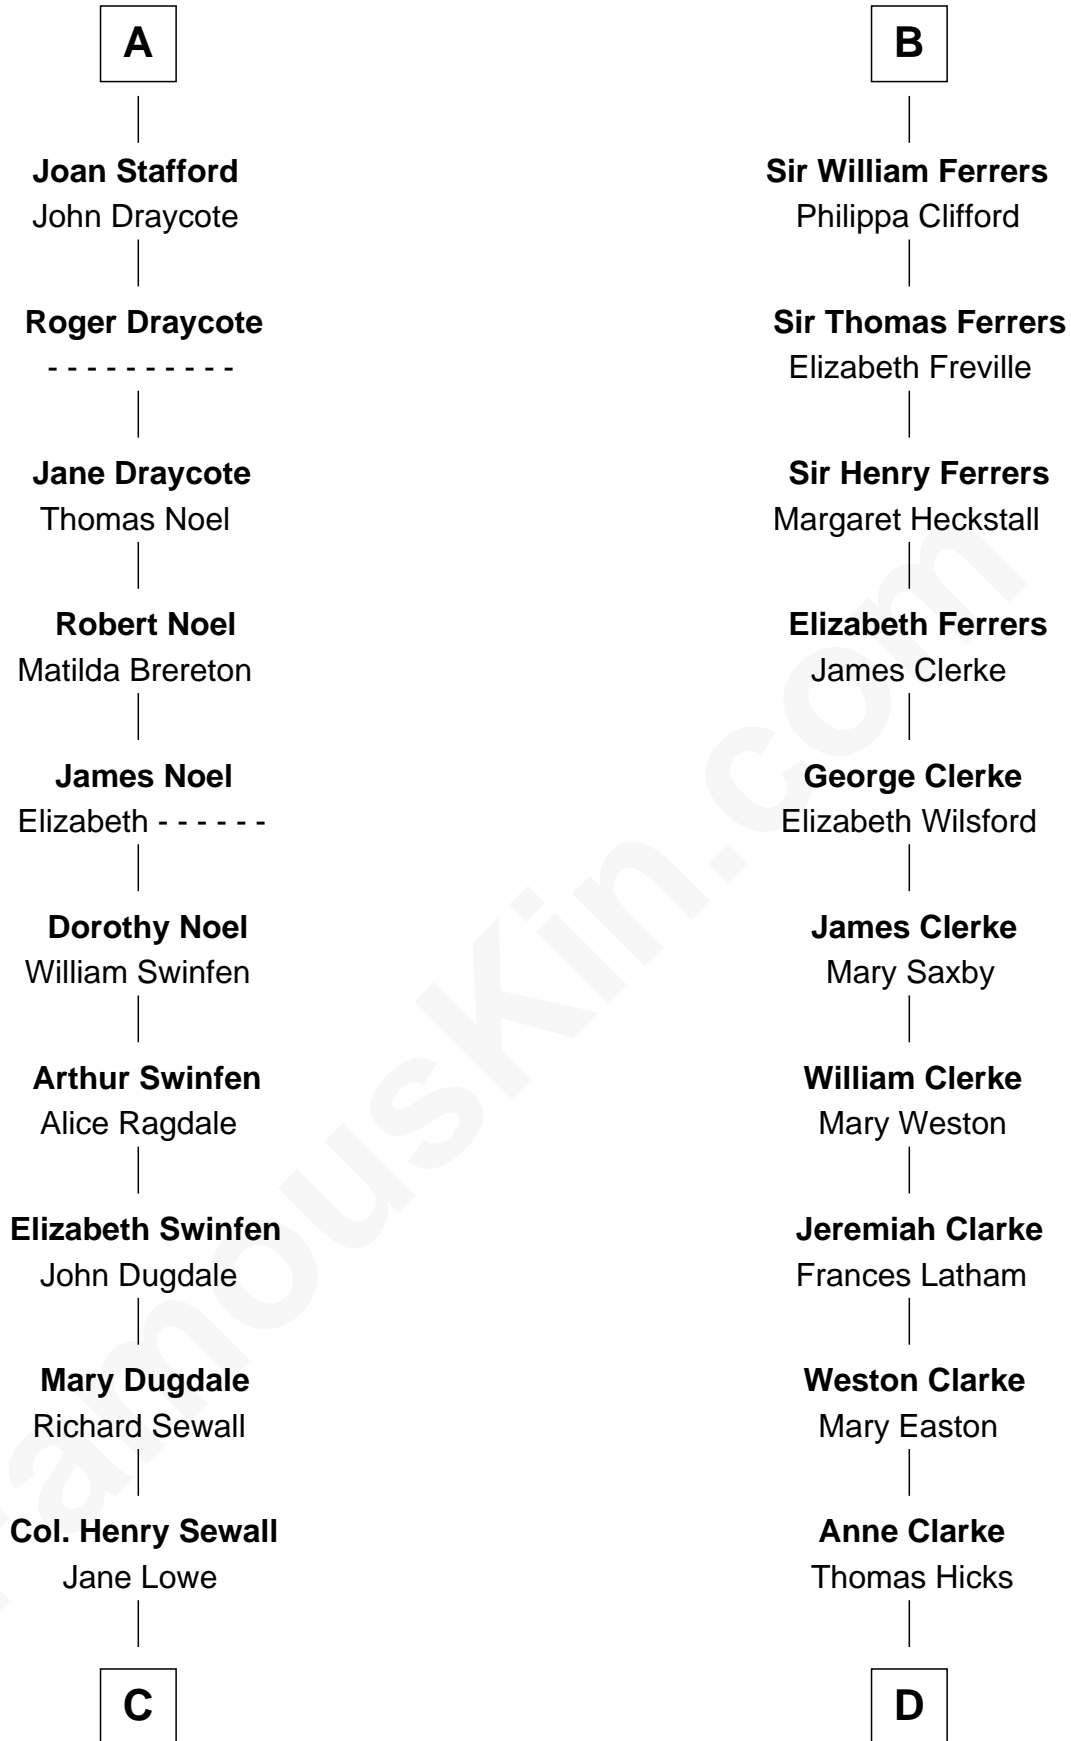 A
Joan Stafford
John Draycote
Roger Draycote
- - - - - - - - - -
Jane Draycote
Thomas Noel
Robert Noel
Matilda Brereton
James Noel
Elizabeth - - - - - -
Dorothy Noel
William Swinfen
Arthur Swinfen
Alice Ragdale
Elizabeth Swinfen
John Dugdale
Mary Dugdale
Richard Sewall
Col. Henry Sewall
Jane Lowe
C
B
Sir William Ferrers
Philippa Clifford
Sir Thomas Ferrers
Elizabeth Freville
Sir Henry Ferrers
Margaret Heckstall
Elizabeth Ferrers
James Clerke
George Clerke
Elizabeth Wilsford
James Clerke
Mary Saxby
William Clerke
Mary Weston
Jeremiah Clarke
Frances Latham
Weston Clarke
Mary Easton
Anne Clarke
Thomas Hicks
D
FamousKin.com